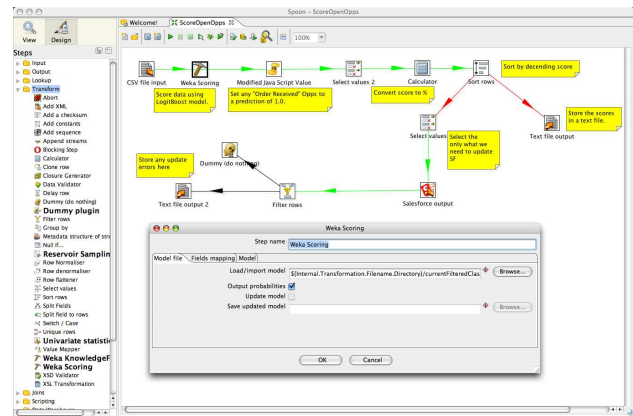 Spoon - ScoreOpenOpps
Welcome!
ScoreOpenOpps
View
Design
100%
Steps
Input
Output
Lookup
Transform
Abort
Add XML
Add a checksum
Add constants
Add sequence
Append streams
Blocking Step
Calculator
Clone row
Closure Generator
Data Validator
Delay row
Dummy (do nothing)
Dummy plugin
Filter rows
Group by
Metadata structure of stre
Null if...
Reservoir Samplin
Row Normaliser
Row denormaliser
Row flattener
Select values
Sort rows
Split Fields
Split field to rows
Switch / Case
Unique rows
Univariate statisti
Value Mapper
Weka KnowledgeF
Weka Scoring
XSD Validator
XSL Transformation
Joins
Scripting
CSV file input
Weka Scoring
Modified Java Script Value
Select values 2
Calculator
Sort rows
Sort by decending score
Score data using
LogitBoost model.
Set any "Order Received" Opps to
a prediction of 1.0.
Convert score to %
Store the scores
in a text file.
Select values
Select the
only what we
need to update
SF
Text file output
Store any update
errors here
Dummy (do nothing)
Text file output 2
Filter rows
Salesforce output
Weka Scoring
Step name
Weka Scoring
Model file
Fields mapping
Model
Load/import model
${Internal.Transformation.Filename.Directory}/currentFilteredClas
Browse...
Output probabilities
Update model
Save updated model
Browse...
OK
Cancel